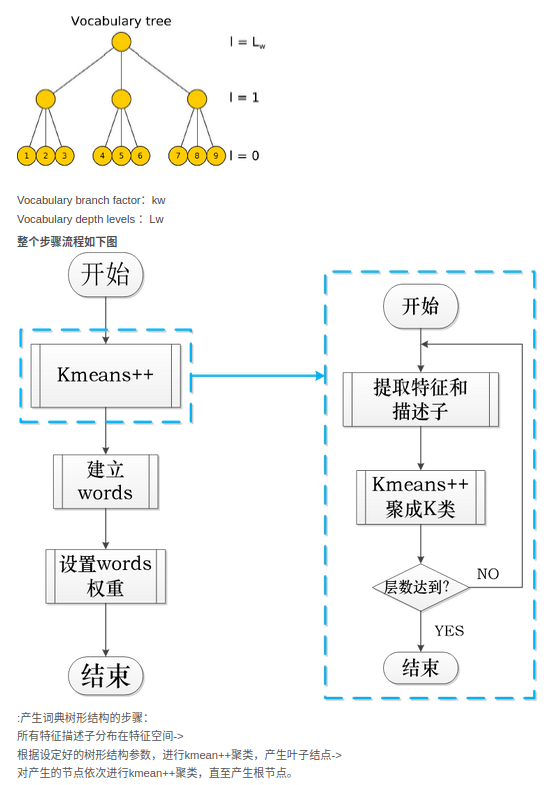 Vocabulary tree
l = Lw
l = 1
1 2 3 4 5 6 7 8 9 l = 0
Vocabulary branch factor：kw
Vocabulary depth levels：Lw
整个步骤流程如下图
开始
Kmeans++
建立
words
设置words
权重
结束
开始
提取特征和
描述子
Kmeans++
聚成K类
层数达到?
NO
YES
结束
:产生词典树形结构的步骤：
所有特征描述子分布在特征空间->
根据设定好的树形结构参数，进行kmean++聚类，产生叶子结点->
对产生的节点依次进行kmean++聚类，直至产生根节点。